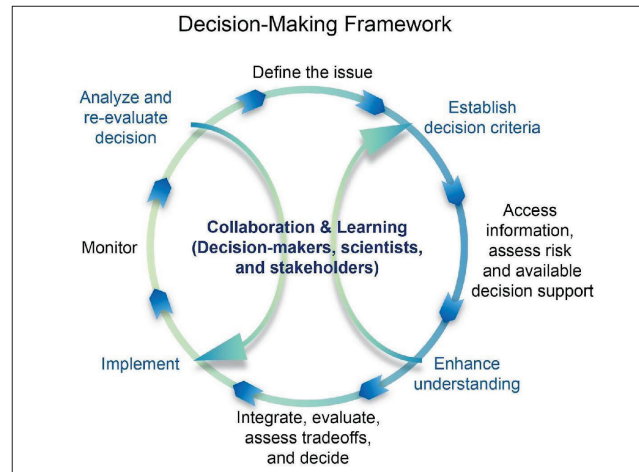 Decision-Making Framework
Define the issue
Establish
decision criteria
Access
information,
assess risk
and available
decision support
Enhance
understanding
Integrate, evaluate,
assess tradeoffs,
and decide
Implement
Monitor
Analyze and
re-evaluate
decision
Collaboration & Learning
(Decision-makers, scientists,
and stakeholders)